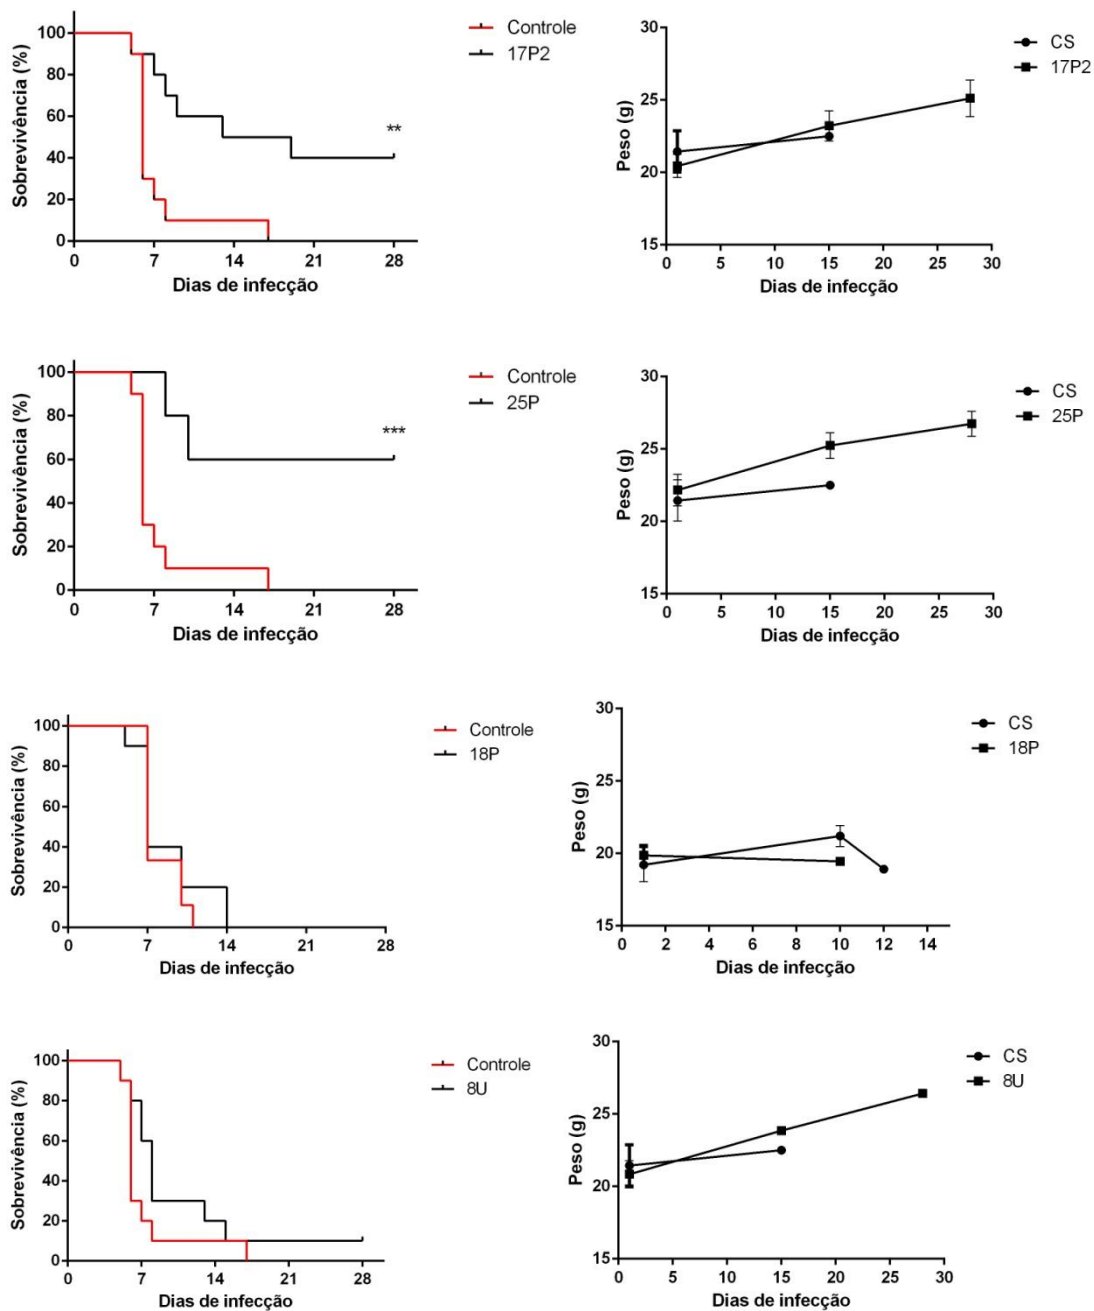 Controle
17P2
Sobrevivência (%)
100
80
60
40
20
0
**
0 7 14 21 28
Dias de infecção
CS
17P2
Peso (g)
30
25
20
15
0 5 10 15 20 25 30
Dias de infecção
Controle
25P
Sobrevivência (%)
100
80
60
40
20
0
***
0 7 14 21 28
Dias de infecção
CS
25P
Peso (g)
30
25
20
15
0 5 10 15 20 25 30
Dias de infecção
Controle
18P
Sobrevivência (%)
100
80
60
40
20
0
0 7 14 21 28
Dias de infecção
CS
18P
Peso (g)
30
25
20
15
0 2 4 6 8 10 12 14
Dias de infecção
Controle
8U
Sobrevivência (%)
100
80
60
40
20
0
0 7 14 21 28
Dias de infecção
CS
8U
Peso (g)
30
25
20
15
0 5 10 15 20 25 30
Dias de infecção